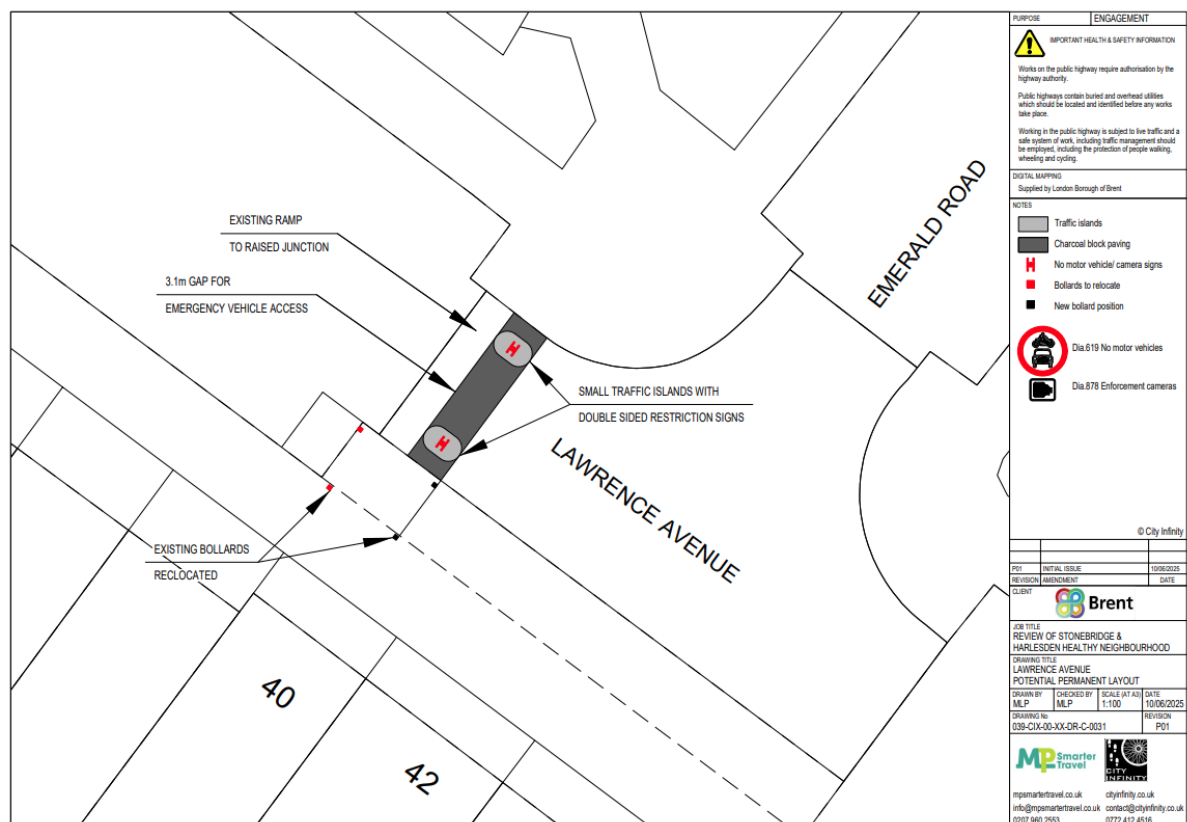 EXISTING RAMP
TO RAISED JUNCTION
3.1m GAP FOR
EMERGENCY VEHICLE ACCESS
SMALL TRAFFIC ISLANDS WITH
DOUBLE SIDED RESTRICTION SIGNS
EXISTING BOLLARDS
RECLOCATED
EMERALD ROAD
LAWRENCE AVENUE
40
42
PURPOSE ENGAGEMENT
IMPORTANT HEALTH & SAFETY INFORMATION
Works on the public highway require authorisation by the
highway authority.
Public highways contain buried and overhead utilities
which should be located and identified before any works
take place.
Working in the public highway is subject to live traffic and a
safe system of work, including traffic management should
be employed, including the protection of people walking,
wheeling and cycling.
DIGITAL MAPPING
Supplied by London Borough of Brent
NOTES
Traffic islands
Charcoal block paving
No motor vehicle/ camera signs
Bollards to relocate
New bollard position
Dia.619 No motor vehicles
Dia.878 Enforcement cameras
© City Infinity
P01 INITIAL ISSUE 10/06/2025
REVISION AMENDMENT DATE
CLIENT
Brent
JOB TITLE
REVIEW OF STONEBRIDGE &
HARLESDEN HEALTHY NEIGHBOURHOOD
DRAWING TITLE
LAWRENCE AVENUE
POTENTIAL PERMANENT LAYOUT
DRAWN BY CHECKED BY SCALE (AT A3) DATE
MLP MLP 1:100 10/06/2025
DRAWING No REVISION
039-CIX-00-XX-DR-C-0031 P01
MP Smarter
Travel
CITY
INFINITY
mpsmartertravel.co.uk cityinfinity.co.uk
info@mpsmartertravel.co.uk contact@cityinfinity.co.uk
0207 960 2553 0772 412 4516